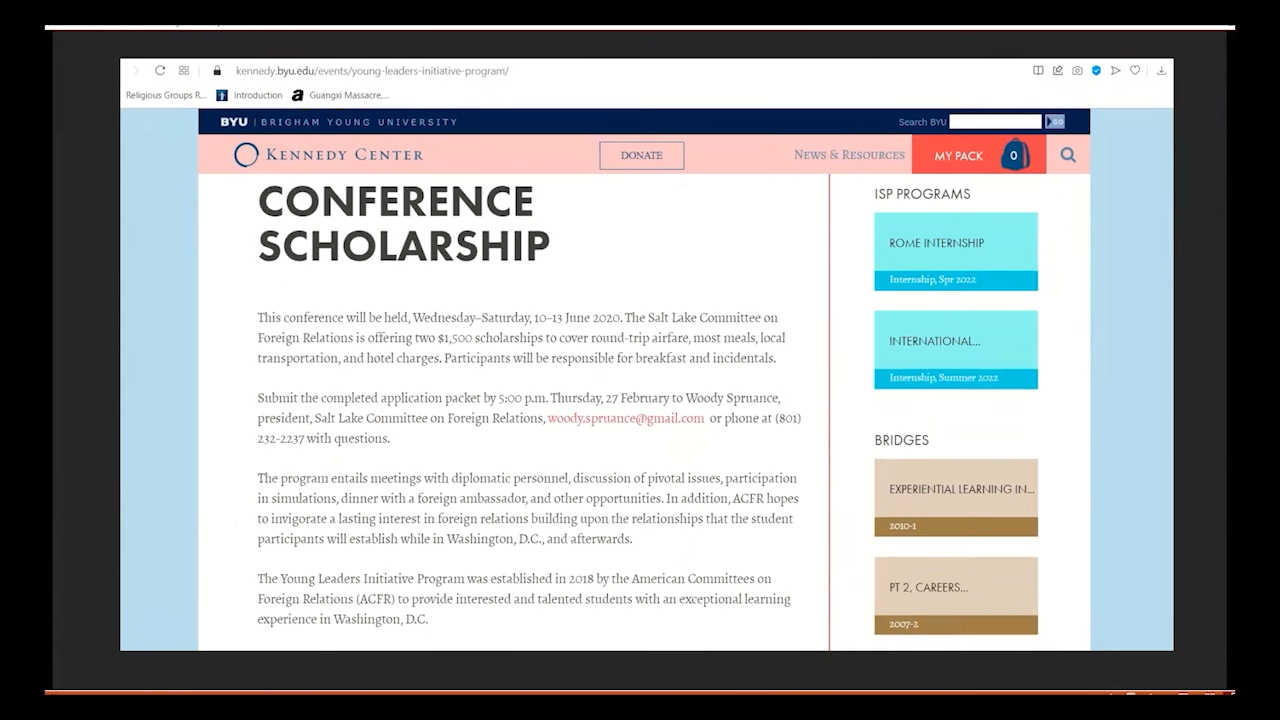 kennedy.byu.edu/events/young-leaders-initiative-program/
Religious Groups R... Introduction Guangxi Massacre,...
BYU | BRIGHAM YOUNG UNIVERSITY Search BYU GO
KENNEDY CENTER DONATE NEWS & RESOURCES MY PACK 0
CONFERENCE
SCHOLARSHIP
This conference will be held, Wednesday–Saturday, 10–13 June 2020. The Salt Lake Committee on
Foreign Relations is offering two $1,500 scholarships to cover round-trip airfare, most meals, local
transportation, and hotel charges. Participants will be responsible for breakfast and incidentals.
Submit the completed application packet by 5:00 p.m. Thursday, 27 February to Woody Spruance,
president, Salt Lake Committee on Foreign Relations, woody.spruance@gmail.com or phone at (801)
232-2237 with questions.
The program entails meetings with diplomatic personnel, discussion of pivotal issues, participation
in simulations, dinner with a foreign ambassador, and other opportunities. In addition, ACFR hopes
to invigorate a lasting interest in foreign relations building upon the relationships that the student
participants will establish while in Washington, D.C., and afterwards.
The Young Leaders Initiative Program was established in 2018 by the American Committees on
Foreign Relations (ACFR) to provide interested and talented students with an exceptional learning
experience in Washington, D.C.
ISP PROGRAMS
ROME INTERNSHIP
Internship, Spr 2022
INTERNATIONAL...
Internship, Summer 2022
BRIDGES
EXPERIENTIAL LEARNING IN...
2010-1
PT 2, CAREERS...
2007-2